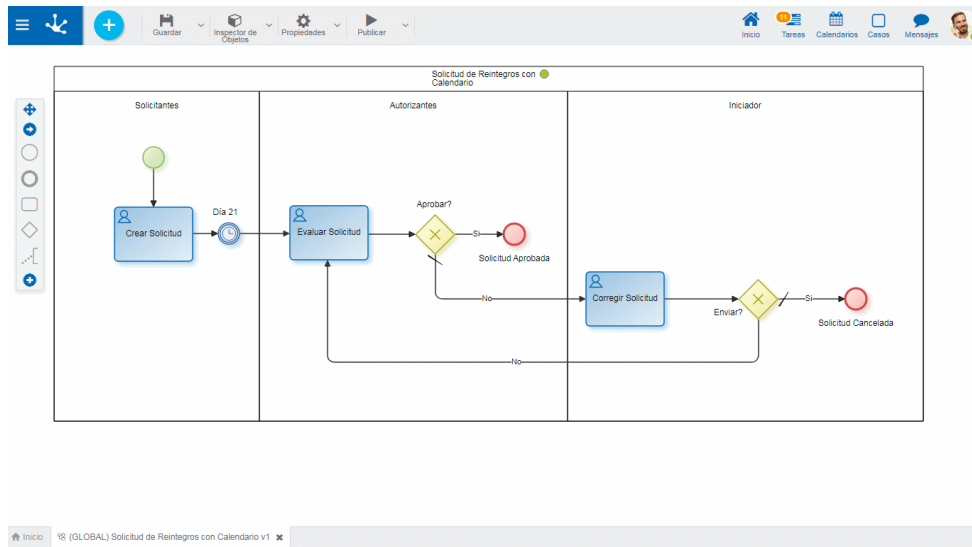 Guardar
Inspector de
Objetos
Propiedades
Publicar
Inicio
11
Tareas
Calendarios
Casos
Mensajes
Solicitud de Reintegros con
Calendario
Solicitantes
Autorizantes
Iniciador
Aprobar?
Día 21
Crear Solicitud
Evaluar Solicitud
Si
Solicitud Aprobada
No
Corregir Solicitud
Enviar?
Si
Solicitud Cancelada
No
Inicio
(GLOBAL) Solicitud de Reintegros con Calendario v1